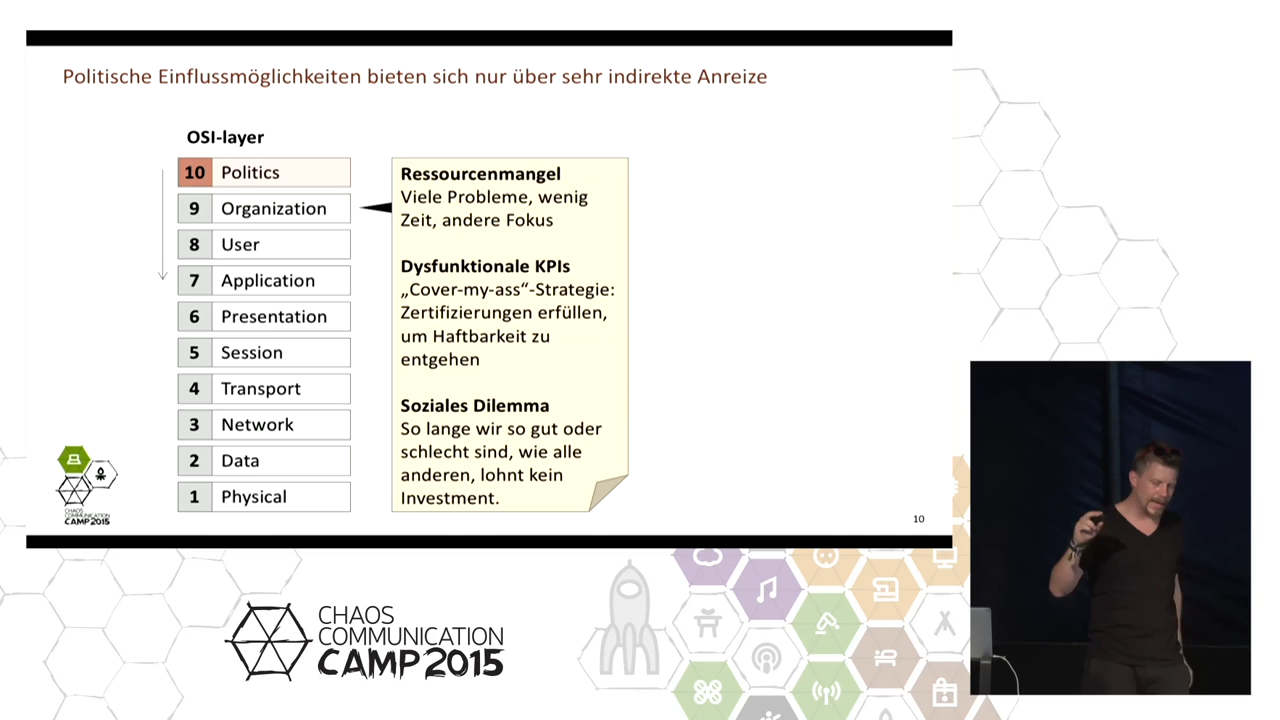 Politische Einflussmöglichkeiten bieten sich nur über sehr indirekte Anreize
OSI-layer
10 Politics
9 Organization
8 User
7 Application
6 Presentation
5 Session
4 Transport
3 Network
2 Data
1 Physical
Ressourcenmangel
Viele Probleme, wenig
Zeit, andere Fokus
Dysfunktionale KPIs
„Cover-my-ass“-Strategie:
Zertifizierungen erfüllen,
um Haftbarkeit zu
entgehen
Soziales Dilemma
So lange wir so gut oder
schlecht sind, wie alle
anderen, lohnt kein
Investment.
CHAOS
COMMUNICATION
CAMP 2015
10
CHAOS
COMMUNICATION
CAMP 2015